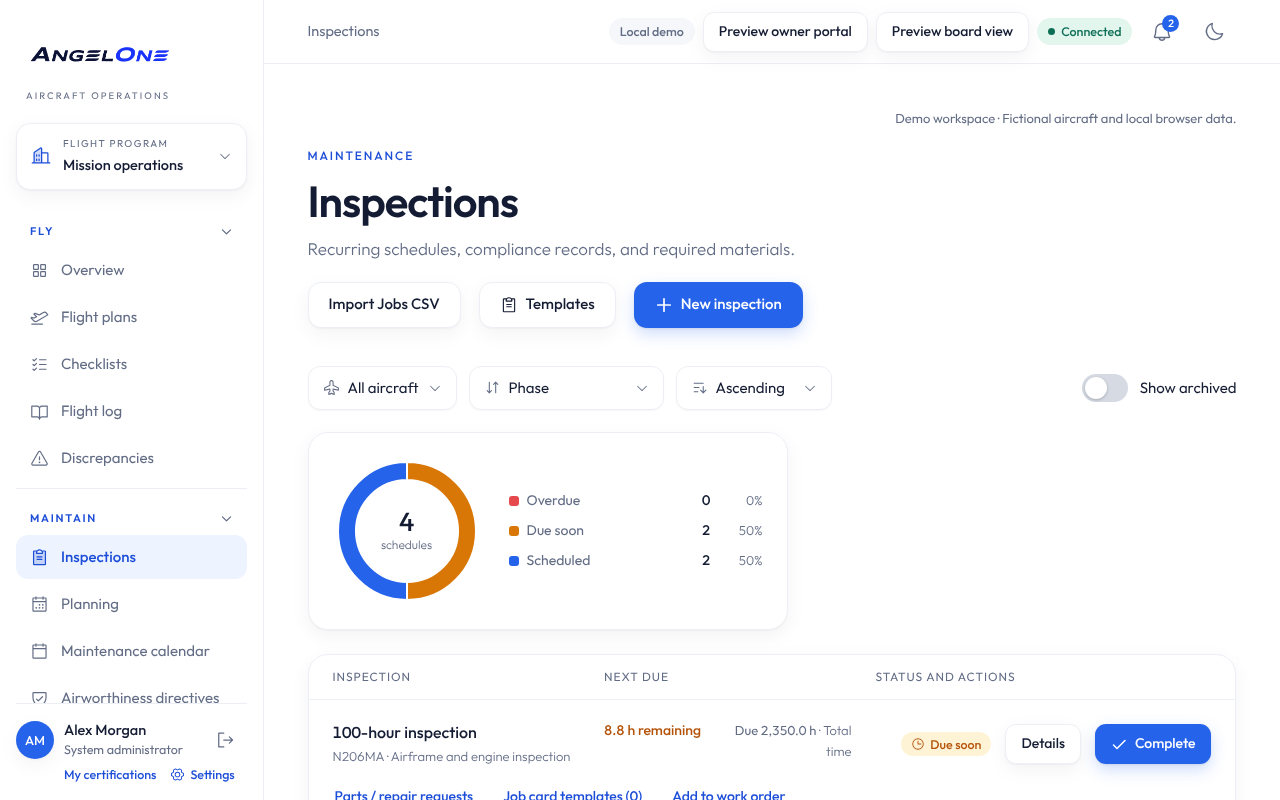 ANGELONE
AIRCRAFT OPERATIONS
FLIGHT PROGRAM
Mission operations
FLY
Overview
Flight plans
Checklists
Flight log
Discrepancies
MAINTAIN
Inspections
Planning
Maintenance calendar
Airworthiness directives
AM
Alex Morgan
System administrator
My certifications
Settings
Inspections
Local demo
Preview owner portal
Preview board view
Connected
2
Demo workspace · Fictional aircraft and local browser data.
MAINTENANCE
Inspections
Recurring schedules, compliance records, and required materials.
Import Jobs CSV
Templates
New inspection
All aircraft
Phase
Ascending
Show archived
4
schedules
Overdue 0 0%
Due soon 2 50%
Scheduled 2 50%
INSPECTION NEXT DUE STATUS AND ACTIONS
100-hour inspection
N206MA · Airframe and engine inspection
8.8 h remaining
Due 2,350.0 h · Total
time
Due soon
Details
Complete
Parts / repair requests
Job card templates (0)
Add to work order